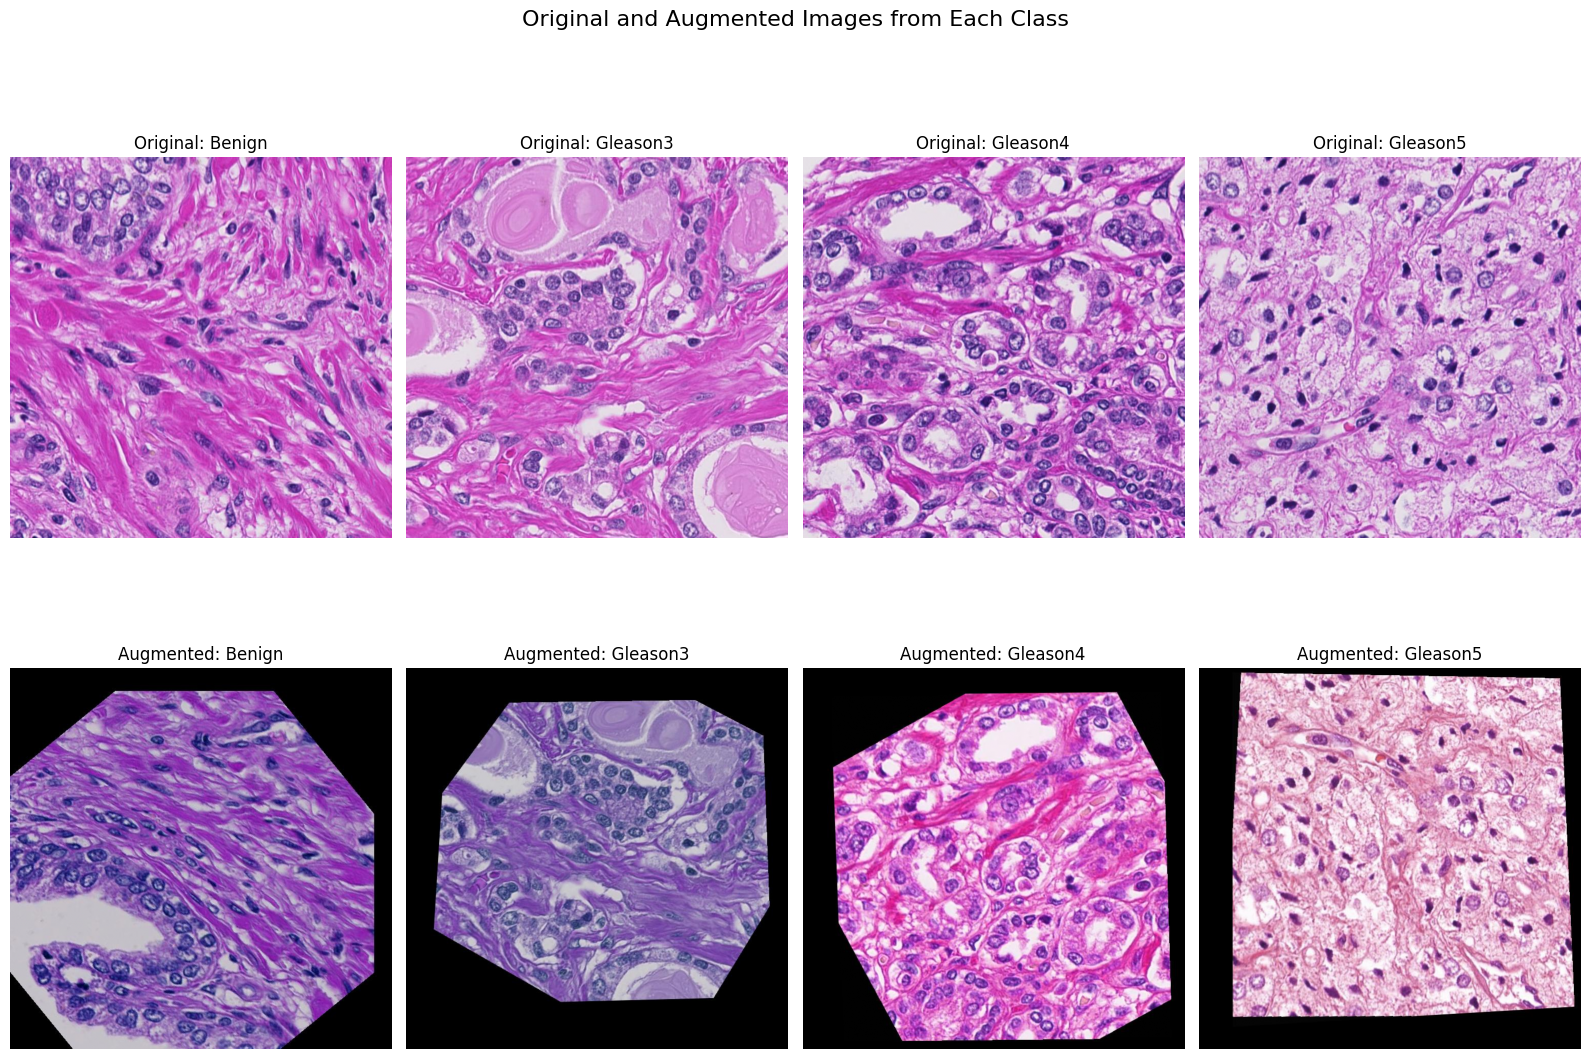 Original and Augmented Images from Each Class
Original: Benign
Original: Gleason3
Original: Gleason4
Original: Gleason5
Augmented: Benign
Augmented: Gleason3
Augmented: Gleason4
Augmented: Gleason5